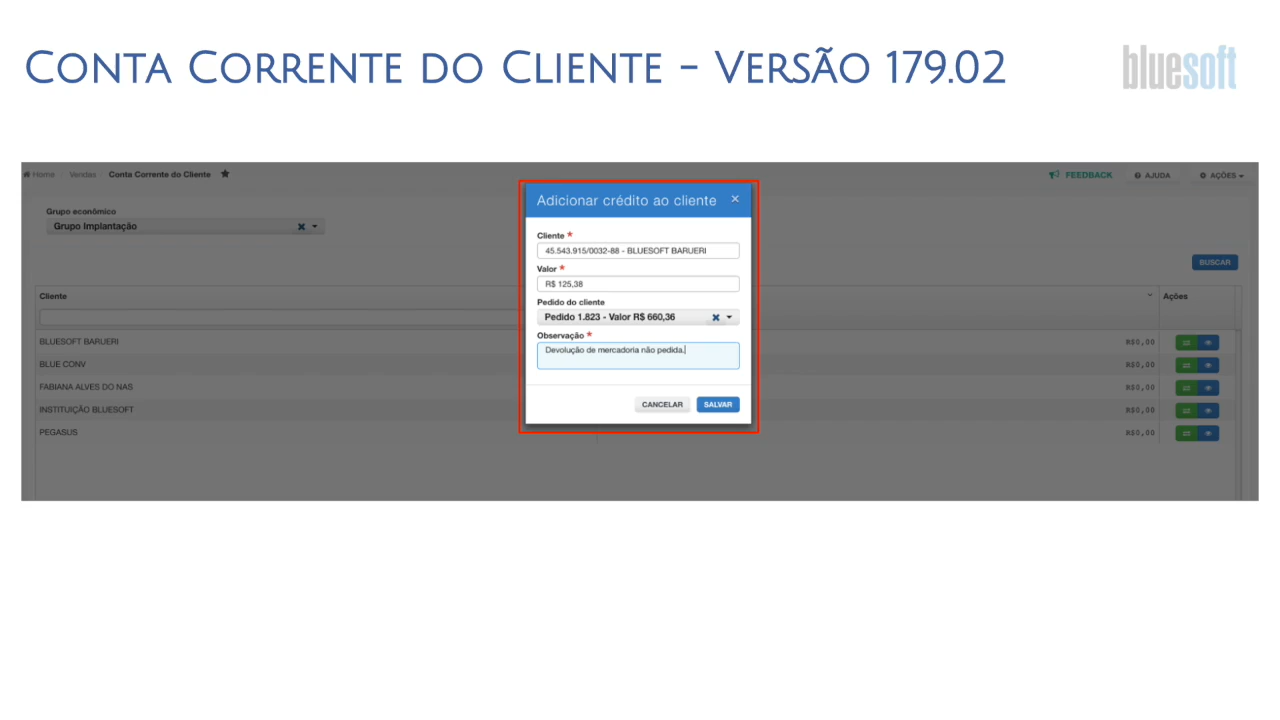 Conta Corrente do Cliente - Versão 179.02
bluesoft
Home Vendas Conta Corrente do Cliente
FEEDBACK AJUDA AÇÕES
Grupo econômico
Grupo Implantação
BUSCAR
Cliente
Ações
BLUESOFT BARUERI R$0,00
BLUE CONV R$0,00
FABIANA ALVES DO NAS R$0,00
INSTITUIÇÃO BLUESOFT R$0,00
PEGASUS R$0,00
Adicionar crédito ao cliente ×
Cliente *
45.543.915/0032-88 - BLUESOFT BARUERI
Valor *
R$ 125,38
Pedido do cliente
Pedido 1.823 - Valor R$ 660,36
Observação *
Devolução de mercadoria não pedida.
CANCELAR SALVAR